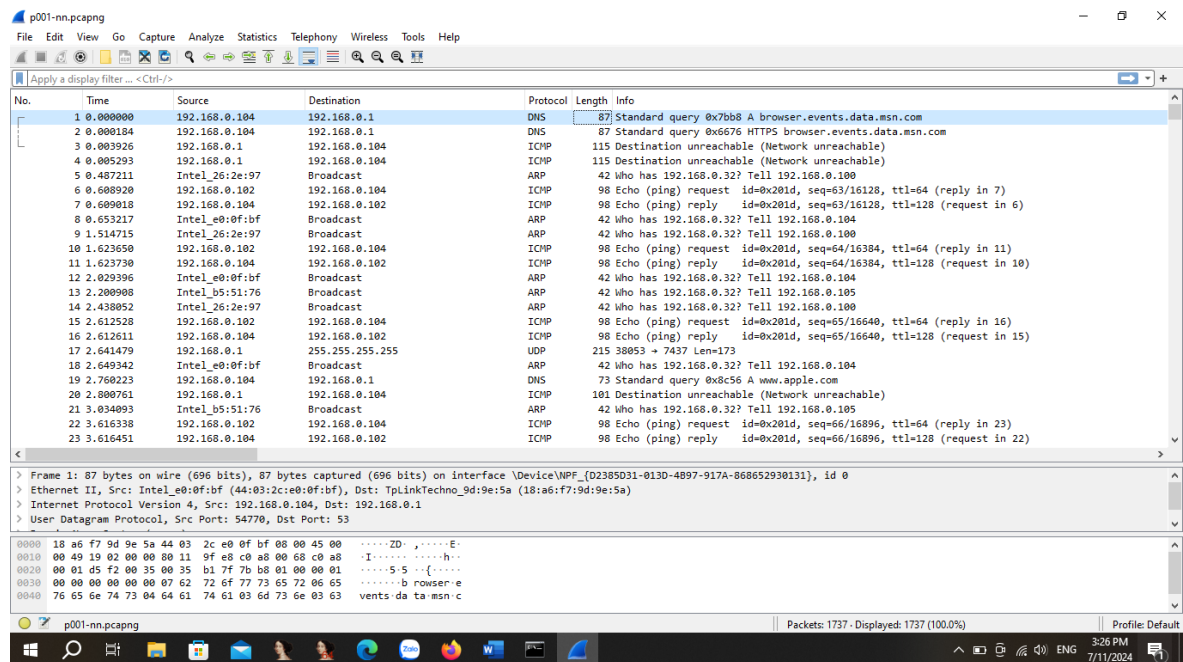 p001-nn.pcapng
File Edit View Go Capture Analyze Statistics Telephony Wireless Tools Help
Apply a display filter ... <Ctrl-/>
No. Time Source Destination Protocol Length Info
1 0.000000 192.168.0.104 192.168.0.1 DNS 87 Standard query 0x7bb8 A browser.events.data.msn.com
2 0.000184 192.168.0.104 192.168.0.1 DNS 87 Standard query 0x6676 HTTPS browser.events.data.msn.com
3 0.003926 192.168.0.1 192.168.0.104 ICMP 115 Destination unreachable (Network unreachable)
4 0.005293 192.168.0.1 192.168.0.104 ICMP 115 Destination unreachable (Network unreachable)
5 0.487211 Intel_26:2e:97 Broadcast ARP 42 Who has 192.168.0.32? Tell 192.168.0.100
6 0.608920 192.168.0.102 192.168.0.104 ICMP 98 Echo (ping) request id=0x201d, seq=63/16128, ttl=64 (reply in 7)
7 0.609018 192.168.0.104 192.168.0.102 ICMP 98 Echo (ping) reply id=0x201d, seq=63/16128, ttl=128 (request in 6)
8 0.653217 Intel_e0:0f:bf Broadcast ARP 42 Who has 192.168.0.32? Tell 192.168.0.104
9 1.514715 Intel_26:2e:97 Broadcast ARP 42 Who has 192.168.0.32? Tell 192.168.0.100
10 1.623650 192.168.0.102 192.168.0.104 ICMP 98 Echo (ping) request id=0x201d, seq=64/16384, ttl=64 (reply in 11)
11 1.623730 192.168.0.104 192.168.0.102 ICMP 98 Echo (ping) reply id=0x201d, seq=64/16384, ttl=128 (request in 10)
12 2.029396 Intel_e0:0f:bf Broadcast ARP 42 Who has 192.168.0.32? Tell 192.168.0.104
13 2.200908 Intel_b5:51:76 Broadcast ARP 42 Who has 192.168.0.32? Tell 192.168.0.105
14 2.438052 Intel_26:2e:97 Broadcast ARP 42 Who has 192.168.0.32? Tell 192.168.0.100
15 2.612528 192.168.0.102 192.168.0.104 ICMP 98 Echo (ping) request id=0x201d, seq=65/16640, ttl=64 (reply in 16)
16 2.612611 192.168.0.104 192.168.0.102 ICMP 98 Echo (ping) reply id=0x201d, seq=65/16640, ttl=128 (request in 15)
17 2.641479 192.168.0.1 255.255.255.255 UDP 215 38053 → 7437 Len=173
18 2.649342 Intel_e0:0f:bf Broadcast ARP 42 Who has 192.168.0.32? Tell 192.168.0.104
19 2.760223 192.168.0.104 192.168.0.1 DNS 73 Standard query 0x8c56 A www.apple.com
20 2.800761 192.168.0.1 192.168.0.104 ICMP 101 Destination unreachable (Network unreachable)
21 3.034093 Intel_b5:51:76 Broadcast ARP 42 Who has 192.168.0.32? Tell 192.168.0.105
22 3.616338 192.168.0.102 192.168.0.104 ICMP 98 Echo (ping) request id=0x201d, seq=66/16896, ttl=64 (reply in 23)
23 3.616451 192.168.0.104 192.168.0.102 ICMP 98 Echo (ping) reply id=0x201d, seq=66/16896, ttl=128 (request in 22)
Frame 1: 87 bytes on wire (696 bits), 87 bytes captured (696 bits) on interface \Device\NPF_{D2385D31-013D-4B97-917A-868652930131}, id 0
Ethernet II, Src: Intel_e0:0f:bf (44:03:2c:e0:0f:bf), Dst: TpLinkTechno_9d:9e:5a (18:a6:f7:9d:9e:5a)
Internet Protocol Version 4, Src: 192.168.0.104, Dst: 192.168.0.1
User Datagram Protocol, Src Port: 54770, Dst Port: 53
0000 18 a6 f7 9d 9e 5a 44 03 2c e0 0f bf 08 00 45 00 ·····ZD· ,·····E·
0010 00 49 19 02 00 00 80 11 9f e8 c0 a8 00 68 c0 a8 ·I······ ·····h··
0020 00 01 d5 f2 00 35 00 35 b1 7f 7b b8 01 00 00 01 ·····5·5 ··{·····
0030 00 00 00 00 00 00 07 62 72 6f 77 73 65 72 06 65 ·······b rowser·e
0040 76 65 6e 74 73 04 64 61 74 61 03 6d 73 6e 03 63 vents·da ta·msn·c
p001-nn.pcapng Packets: 1737 · Displayed: 1737 (100.0%) Profile: Default
Zalo ENG 3:26 PM
7/11/2024